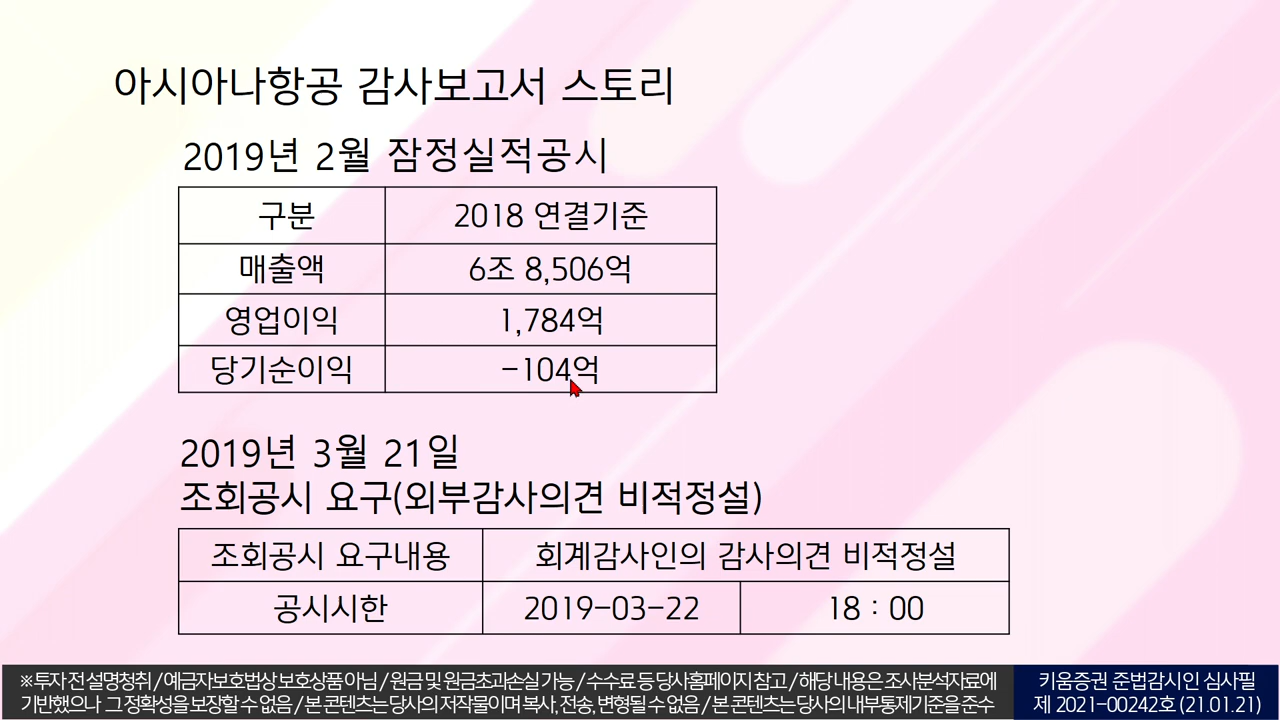 아시아나항공 감사보고서 스토리
2019년 2월 잠정실적공시
구분 2018 연결기준
매출액 6조 8,506억
영업이익 1,784억
당기순이익 -104억
2019년 3월 21일
조회공시 요구(외부감사의견 비적정설)
조회공시 요구내용 회계감사인의 감사의견 비적정설
공시시한 2019-03-22 18 : 00
※투자 전 설명청취 / 예금자보호법상 보호상품 아님 / 원금 및 원금초과손실 가능 / 수수료 등 당사홈페이지 참고 / 해당 내용은 조사분석자료에
기반했으나 그 정확성을 보장할 수 없음 / 본 콘텐츠는 당사의 저작물이며 복사, 전송, 변형될 수 없음 / 본 콘텐츠는 당사의 내부통제기준을 준수
키움증권 준법감시인 심사필
제 2021-00242호 (21.01.21)